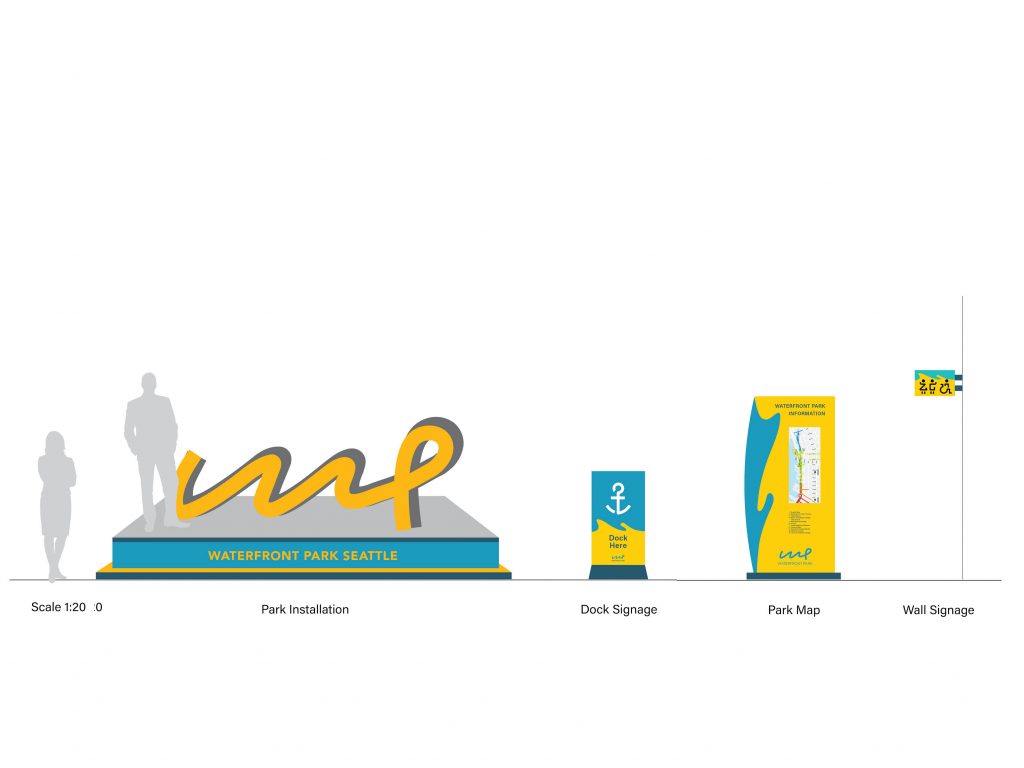 WATERFRONT PARK
INFORMATION
Dock
Here
WATERFRONT PARK SEATTLE
WATERFRONT PARK
Scale 1:20 :0
Park Installation
Dock Signage
Park Map
Wall Signage